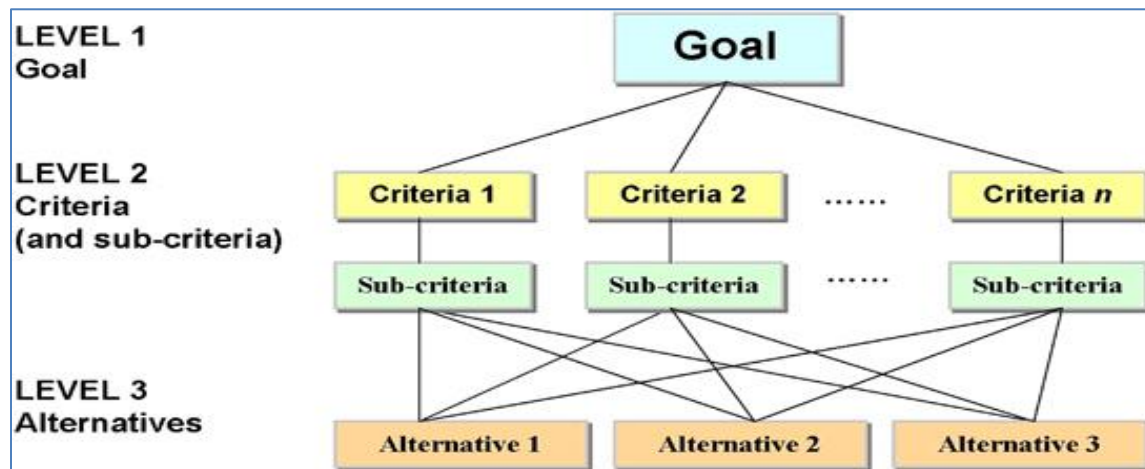 LEVEL 1
Goal
Goal
LEVEL 2
Criteria
(and sub-criteria)
Criteria 1
Criteria 2
......
Criteria n
Sub-criteria
Sub-criteria
......
Sub-criteria
LEVEL 3
Alternatives
Alternative 1
Alternative 2
Alternative 3